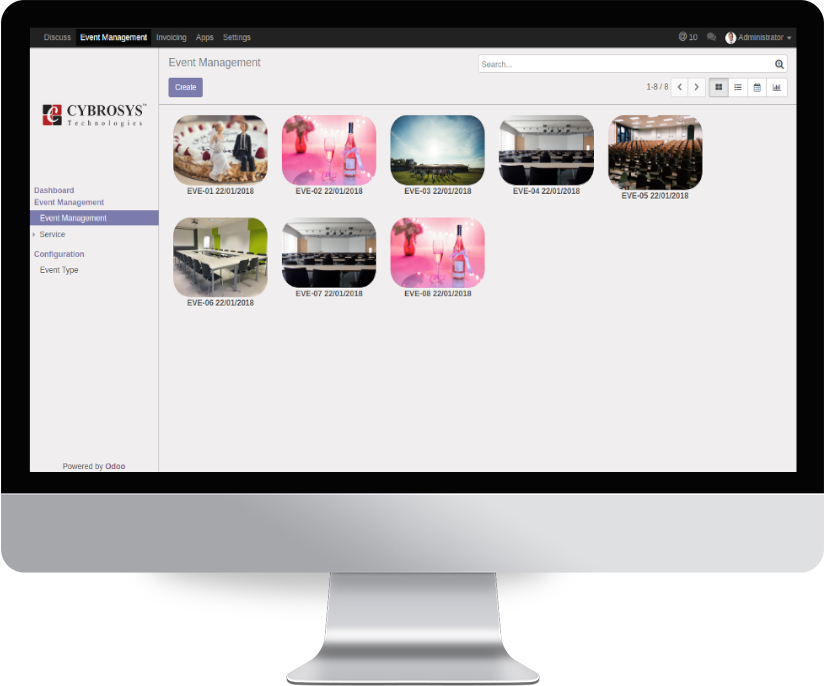 Discuss Event Management Invoicing Apps Settings @ 10 Administrator
Event Management
Search...
Create
1-8 / 8
CYBROSYS™
Technologies
Dashboard
Event Management
Event Management
Service
Configuration
Event Type
EVE-01 22/01/2018
EVE-02 22/01/2018
EVE-03 22/01/2018
EVE-04 22/01/2018
EVE-05 22/01/2018
EVE-06 22/01/2018
EVE-07 22/01/2018
EVE-08 22/01/2018
Powered by Odoo